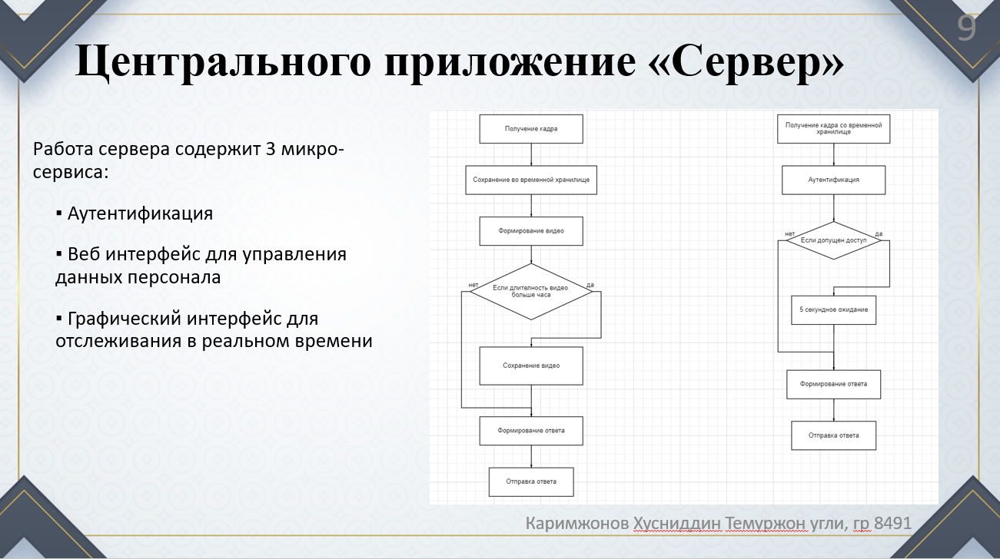 9
Центрального приложение «Сервер»
Работа сервера содержит 3 микро-
сервиса:
▪ Аутентификация
▪ Веб интерфейс для управления
данных персонала
▪ Графический интерфейс для
отслеживания в реальном времени
Получение кадра
Сохранение во временной хранилище
Формирование видео
нет
да
Если длителность видео
больше часа
Сохранение видео
Формирование ответа
Отправка ответа
Получение кадра со временной
хранилище
Аутентификация
нет
да
Если допущен доступ
5 секундное ожидание
Формирование ответа
Отправка ответа
Каримжонов Хусниддин Темуржон угли, гр 8491